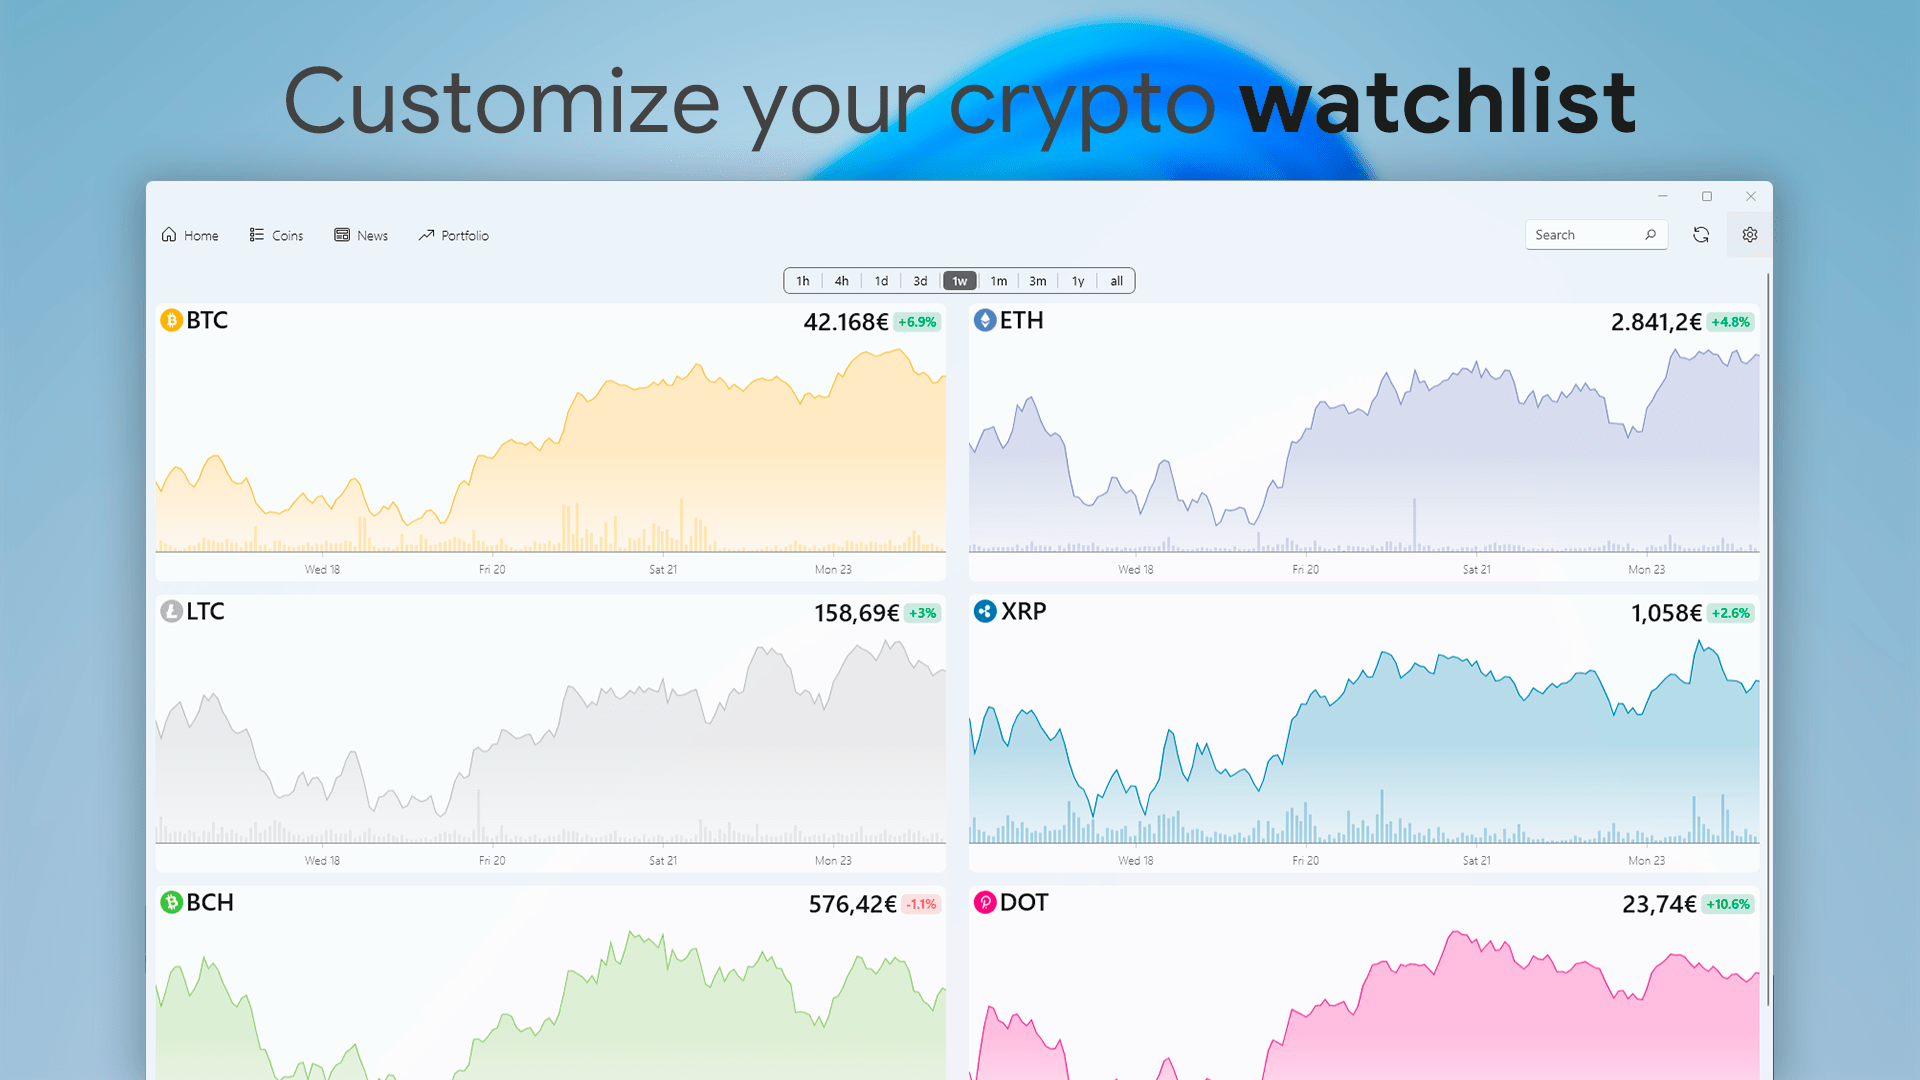 Customize your crypto watchlist
Home Coins News Portfolio Search
1h 4h 1d 3d 1w 1m 3m 1y all
BTC 42.168€ +6.9%
Wed 18 Fri 20 Sat 21 Mon 23
ETH 2.841,2€ +4.8%
Wed 18 Fri 20 Sat 21 Mon 23
LTC 158,69€ +3%
Wed 18 Fri 20 Sat 21 Mon 23
XRP 1,058€ +2.6%
Wed 18 Fri 20 Sat 21 Mon 23
BCH 576,42€ -1.1%
DOT 23,74€ +10.6%